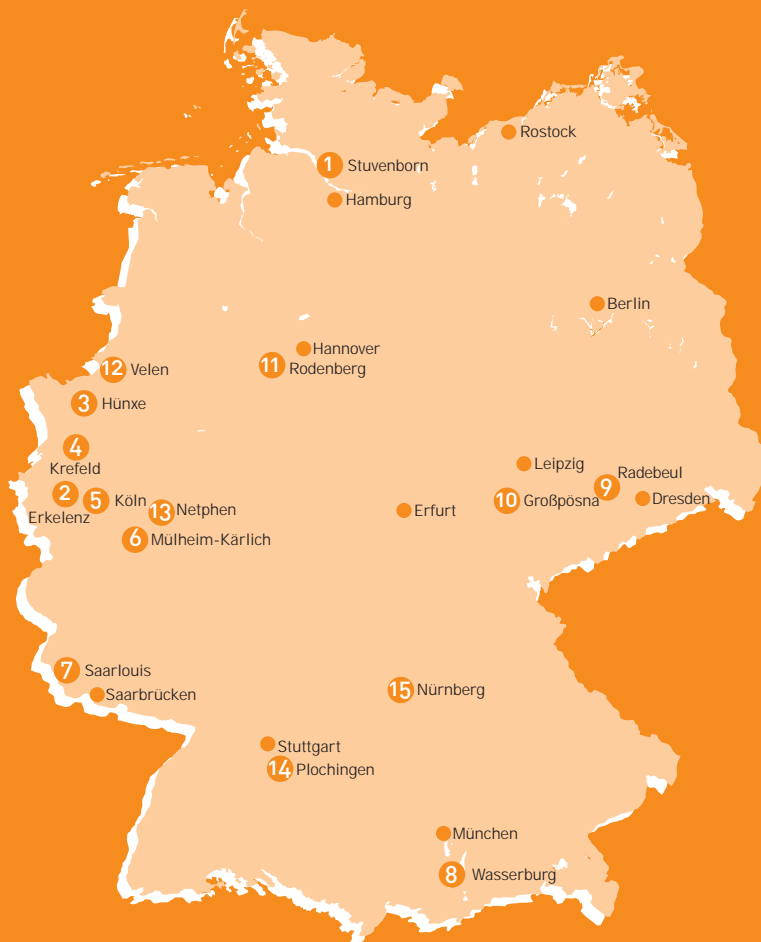 Rostock
1 Stuvenborn
Hamburg
Berlin
Hannover
11 Rodenberg
12 Velen
3 Hünxe
4
Krefeld
Leipzig
Radebeul
9
2
Erkelenz
5 Köln
13 Netphen
Erfurt
10 Großpösna
Dresden
6 Mülheim-Kärlich
7 Saarlouis
Saarbrücken
15 Nürnberg
Stuttgart
14 Plochingen
München
8 Wasserburg